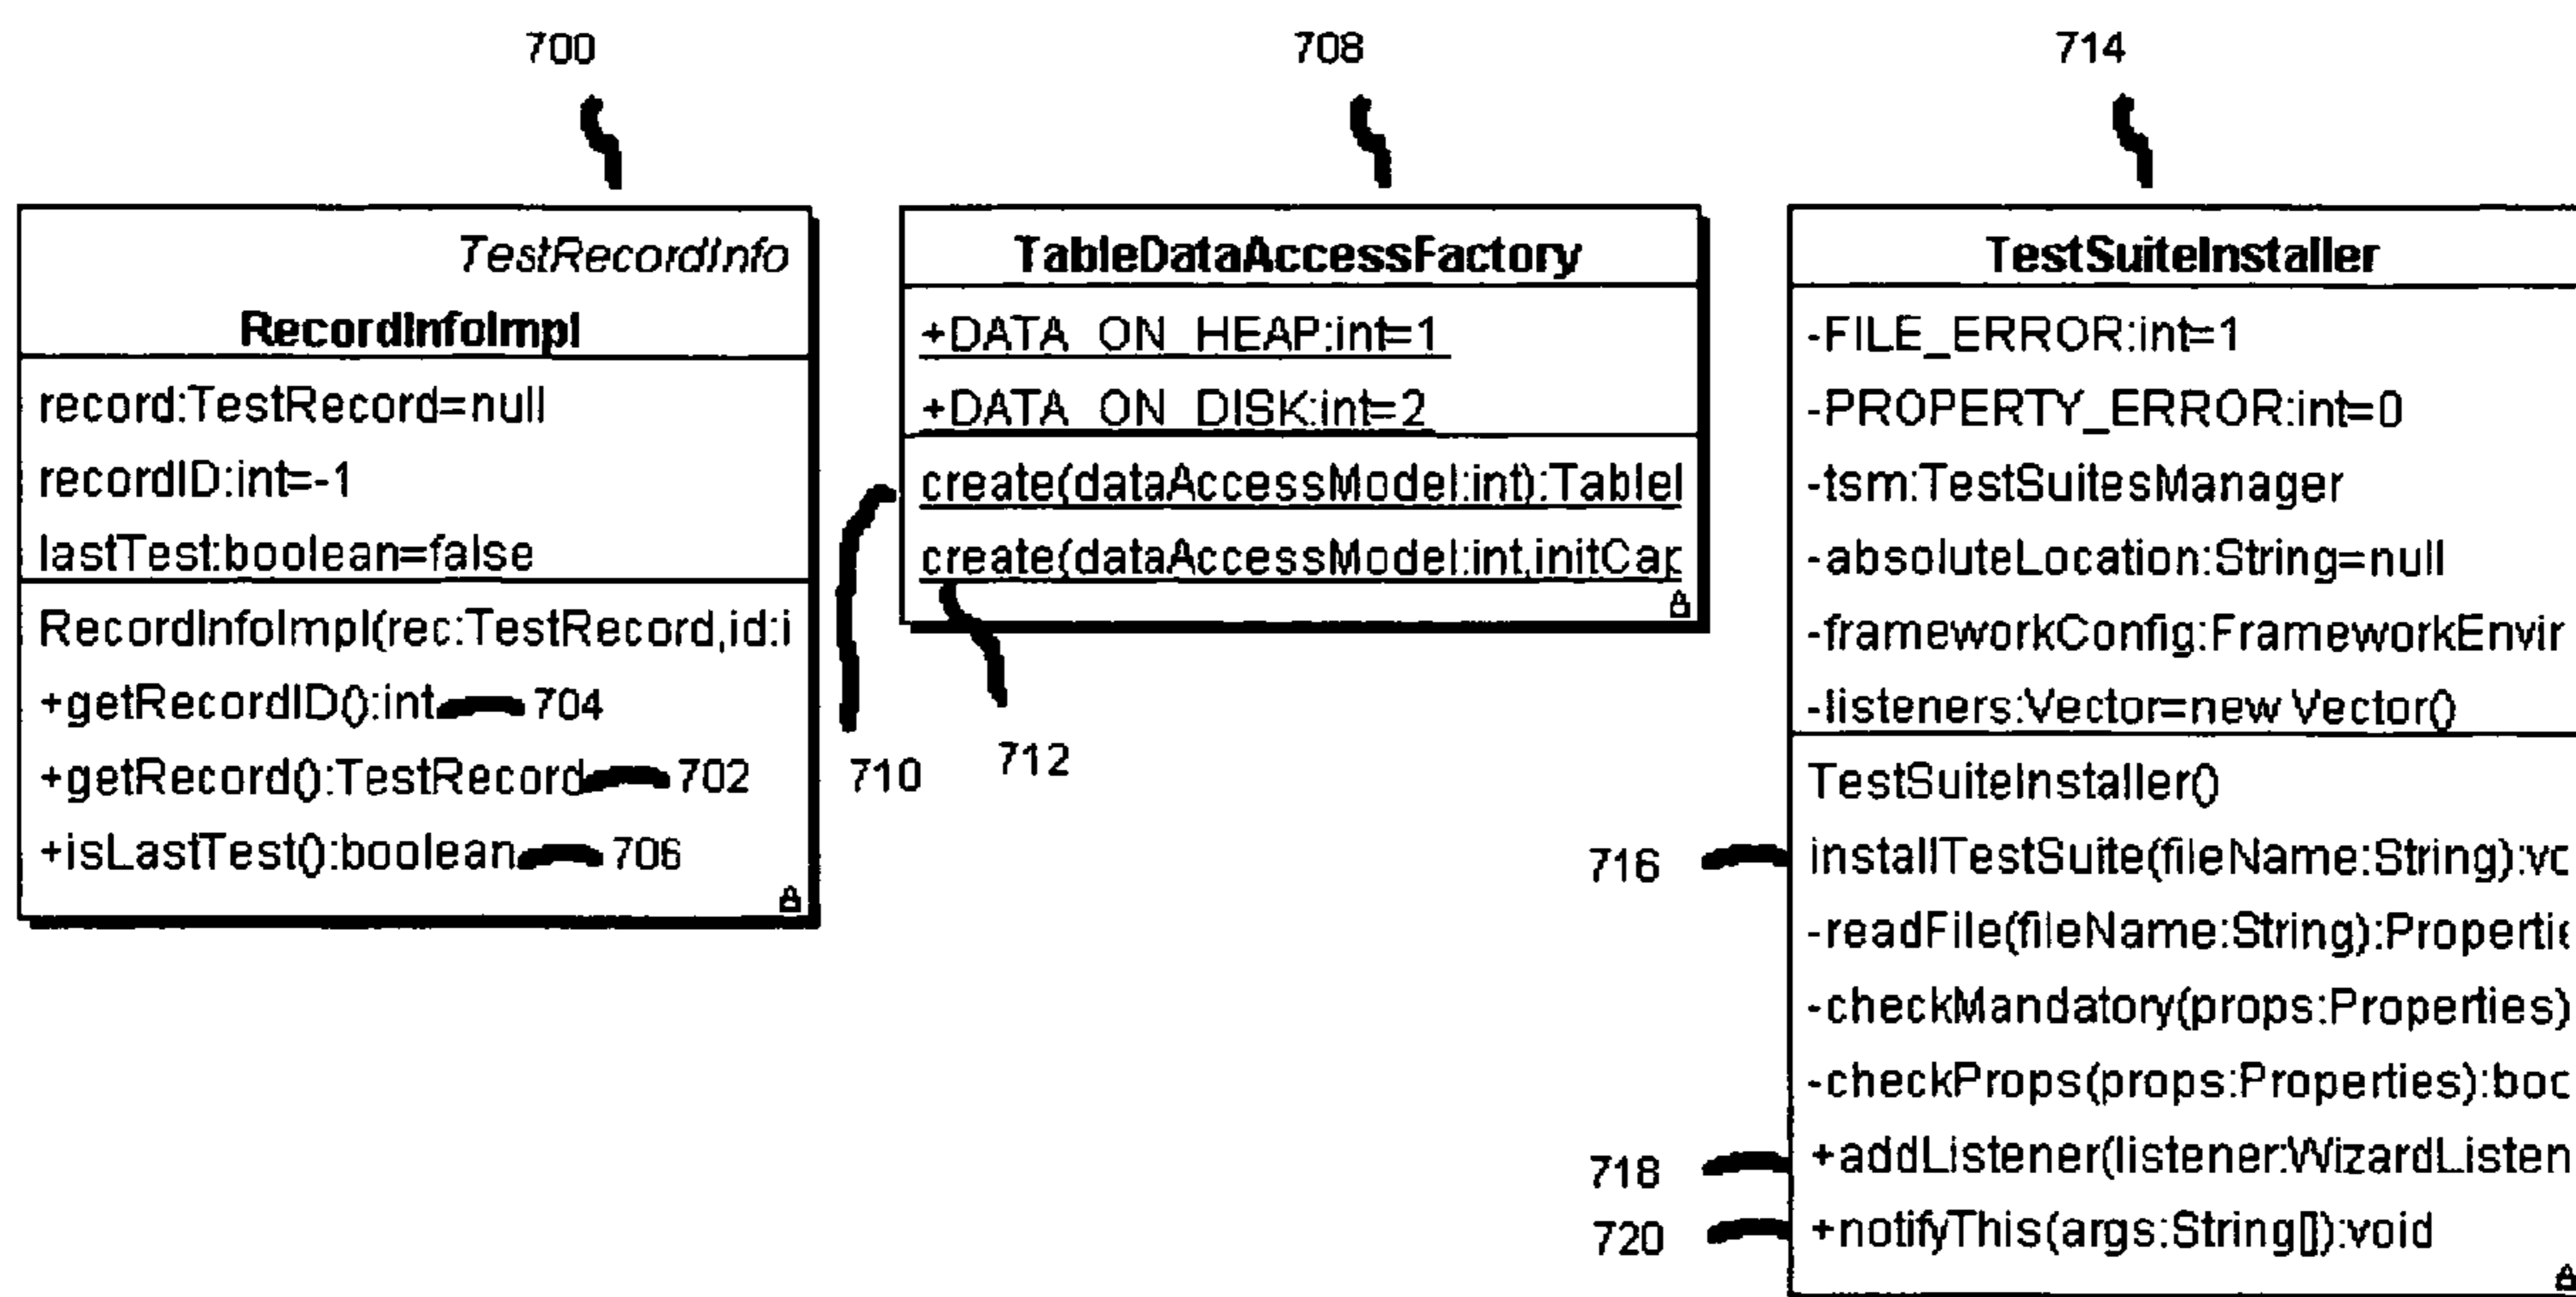 700
708
714
TestRecordInfo
RecordInfoImpl
record:TestRecord=null
recordID:int=-1
lastTest:boolean=false
RecordInfoImpl(rec:TestRecord,id:i
+getRecordID():int 704
+getRecord():TestRecord 702
+isLastTest():boolean 706
TableDataAccessFactory
+DATA_ON_HEAP:int=1
+DATA_ON_DISK:int=2
create(dataAccessModel:int):Tablel
create(dataAccessModel:int,initCap
710
712
TestSuiteInstaller
-FILE_ERROR:int=1
-PROPERTY_ERROR:int=0
-tsm:TestSuitesManager
-absoluteLocation:String=null
-frameworkConfig:FrameworkEnvir
-listeners:Vector=new Vector()
TestSuiteInstaller()
716 installTestSuite(fileName:String):vo
-readFile(fileName:String):Propertie
-checkMandatory(props:Properties)
-checkProps(props:Properties):boo
718 +addListener(listener:WizardListen
720 +notifyThis(args:String[]):void